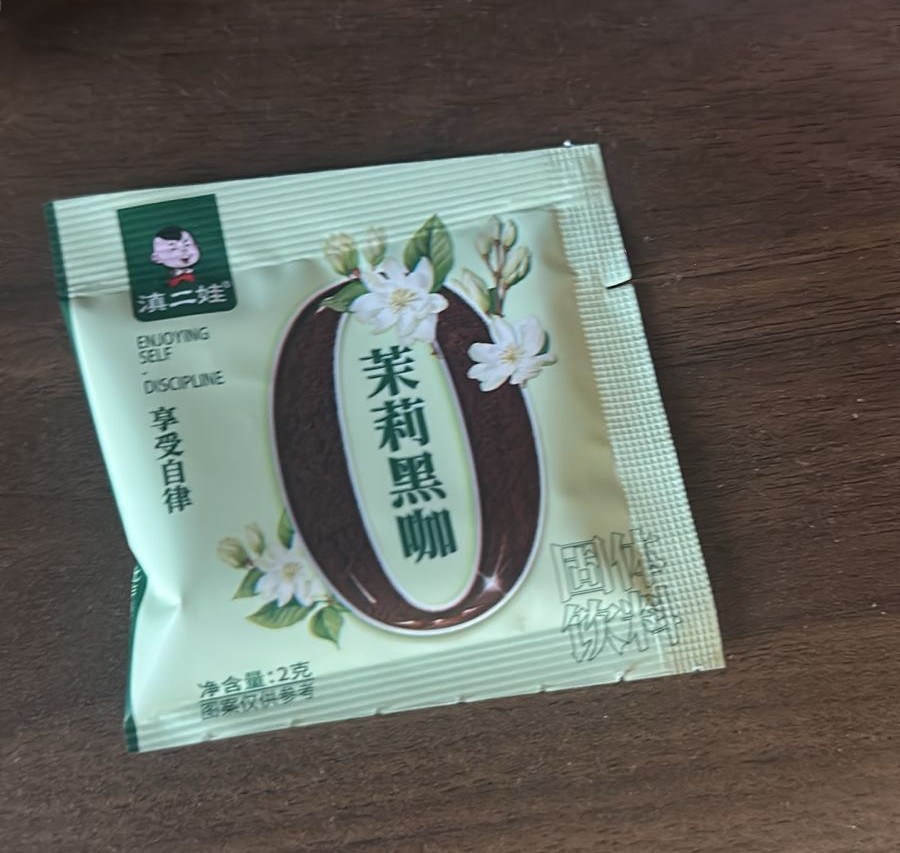 滇二娃
ENJOYING
SELF
-
DISCIPLINE
享受自律
茉莉黑咖
固体
饮料
净含量：2克
图案仅供参考